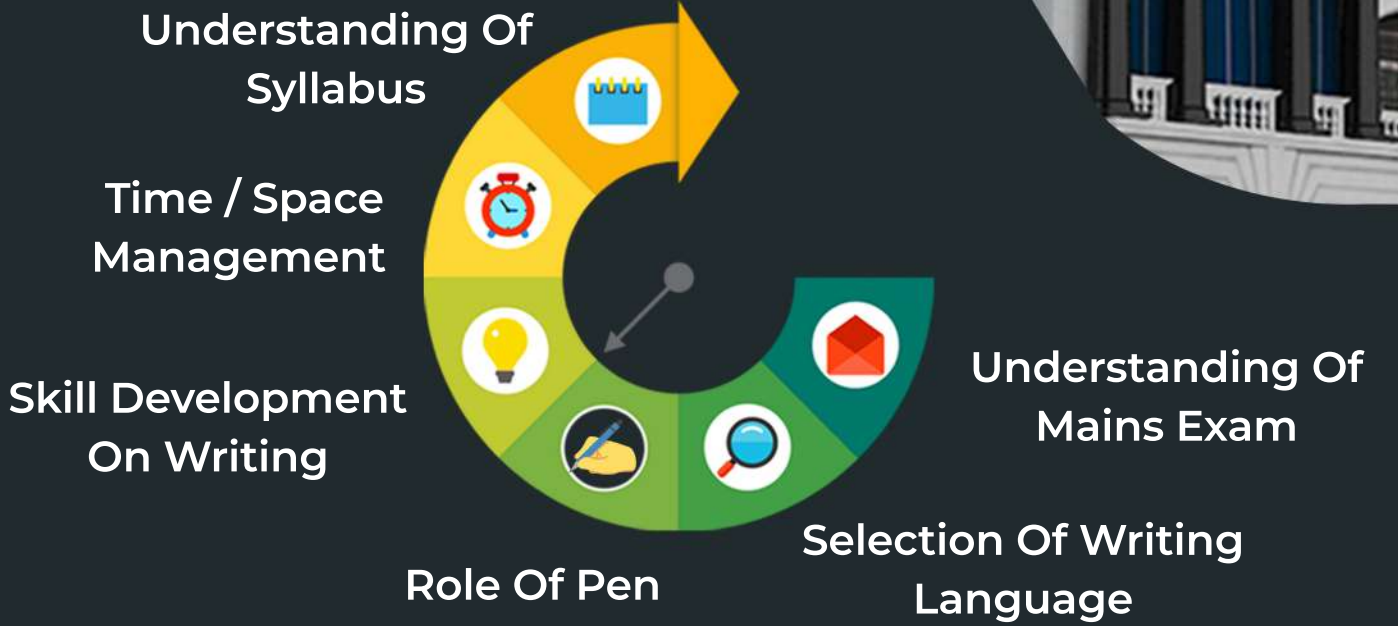 Understanding Of
Syllabus
Time / Space
Management
Skill Development
On Writing
Role Of Pen
Selection Of Writing
Language
Understanding Of
Mains Exam